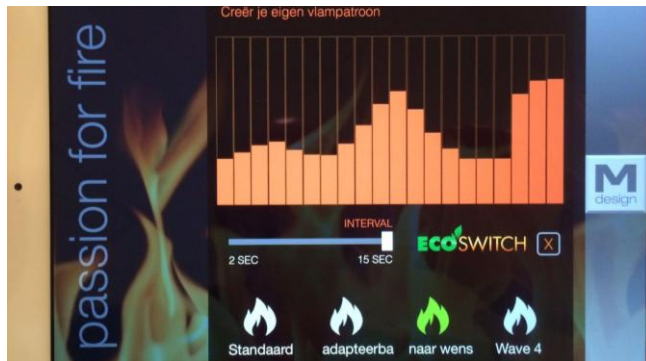 passion for fire
Creër je eigen vlampatroon
INTERVAL
2 SEC
15 SEC
ECOSWITCH X
Standaard
adapteerba
naar wens
Wave 4
M
design